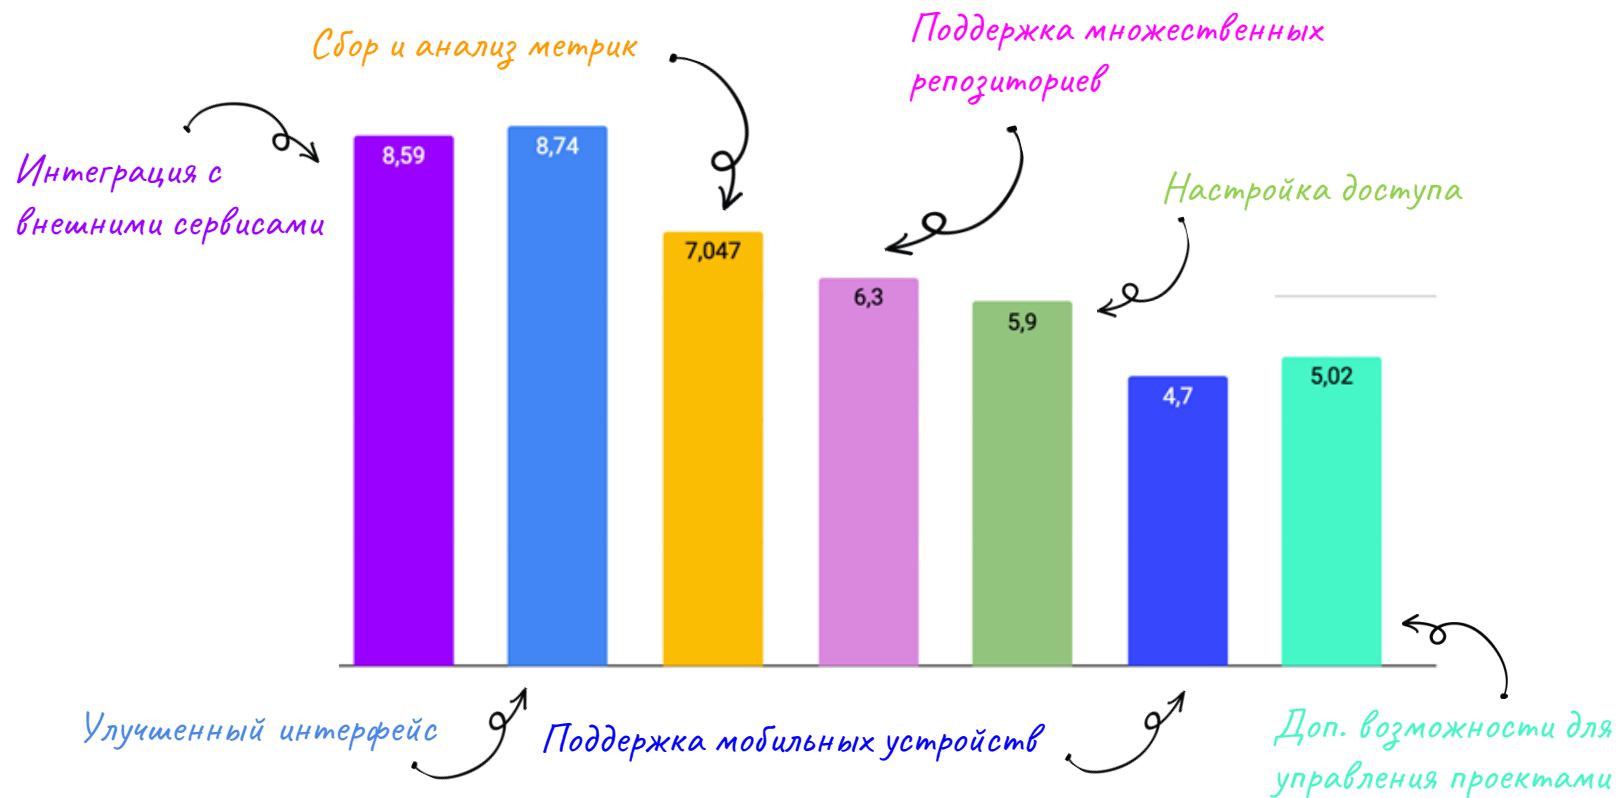 Поддержка множественных
репозиториев
Сбор и анализ метрик
Интеграция с
внешними сервисами
Настройка доступа
8,59
8,74
7,047
6,3
5,9
4,7
5,02
Улучшенный интерфейс
Поддержка мобильных устройств
Доп. возможности для
управления проектами